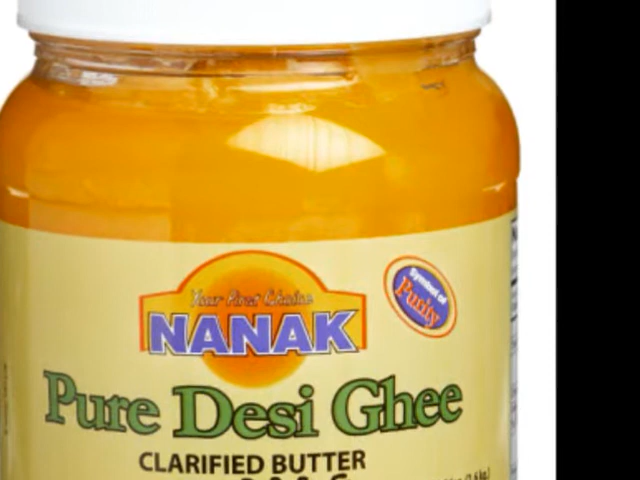 Your First Choice
NANAK
Symbol of
Purity
Pure Desi Ghee
CLARIFIED BUTTER